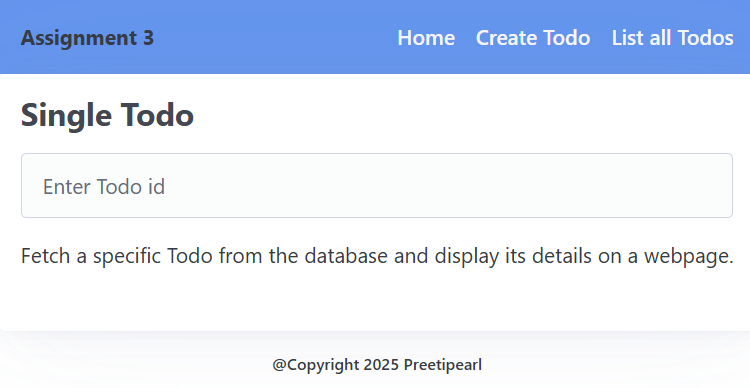 Assignment 3 Home Create Todo List all Todos
Single Todo
Enter Todo id
Fetch a specific Todo from the database and display its details on a webpage.
@Copyright 2025 Preetipearl